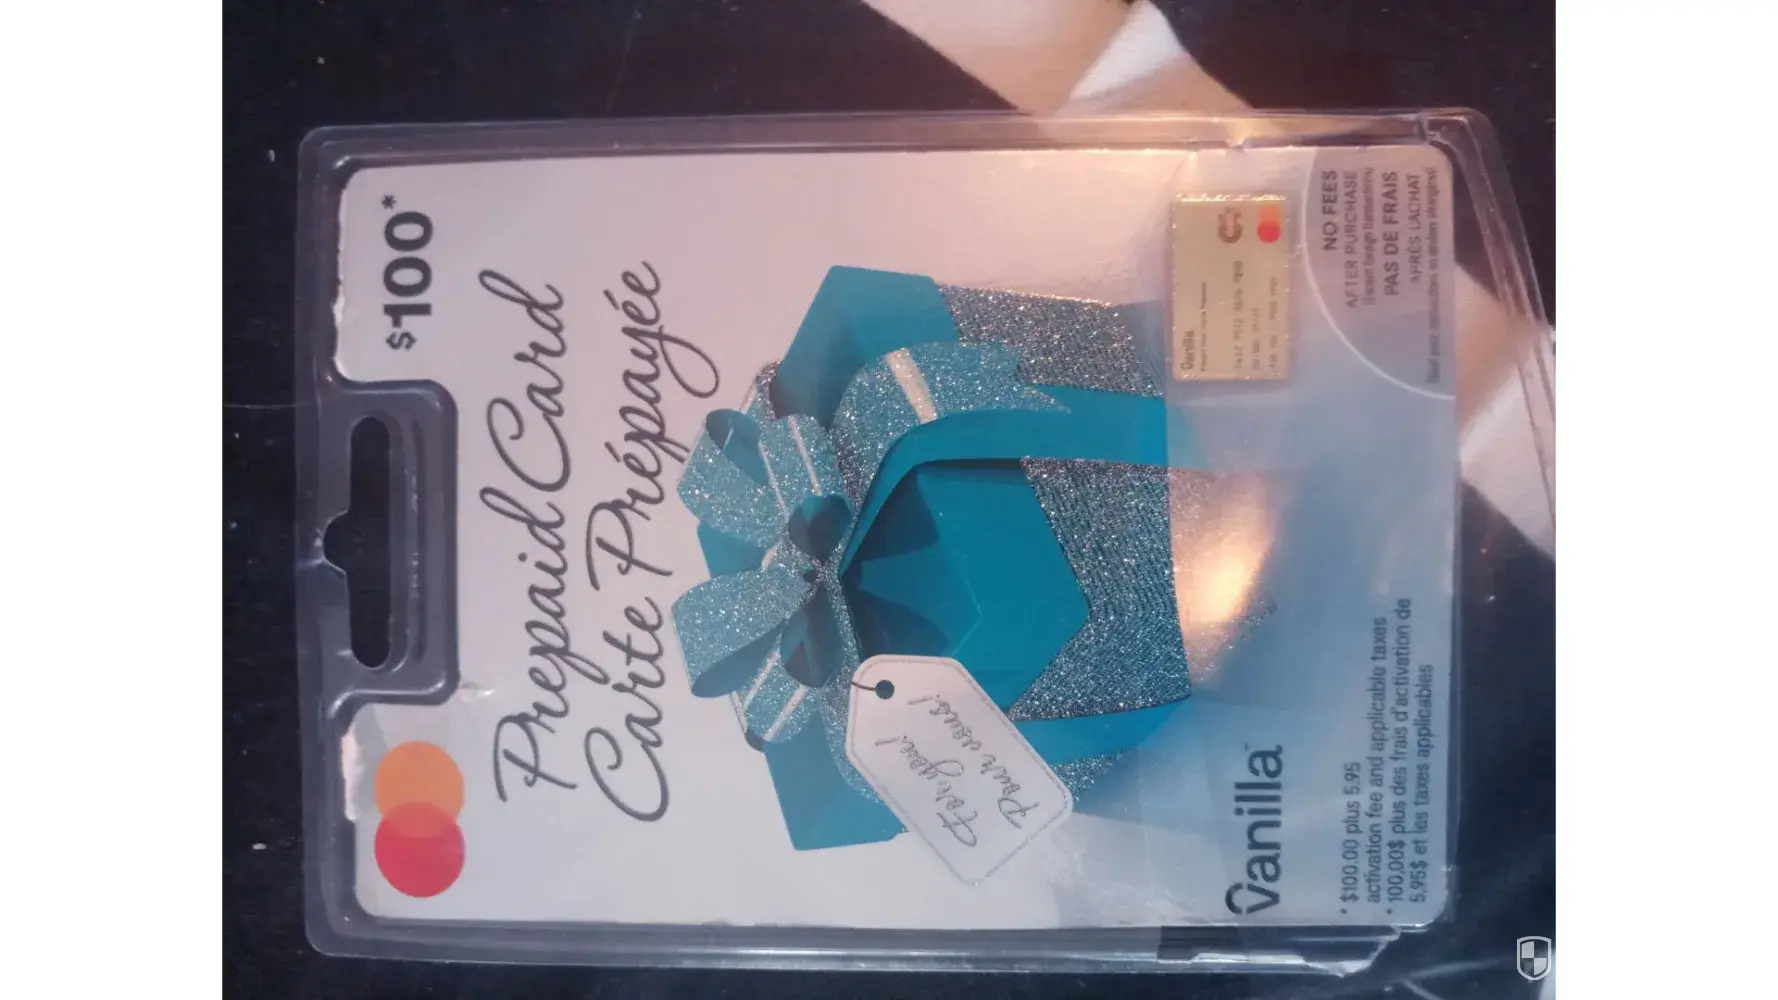 $100*
Prepaid Card
Carte Prépayée
For you!
Pour vous!
Vanilla
NO FEES
AFTER PURCHASE
PAS DE FRAIS
APRÈS L'ACHAT
Vanilla
* $100.00 plus 5.95
activation fee and applicable taxes
* 100,00$ plus des frais d'activation de
5,95$ et les taxes applicables